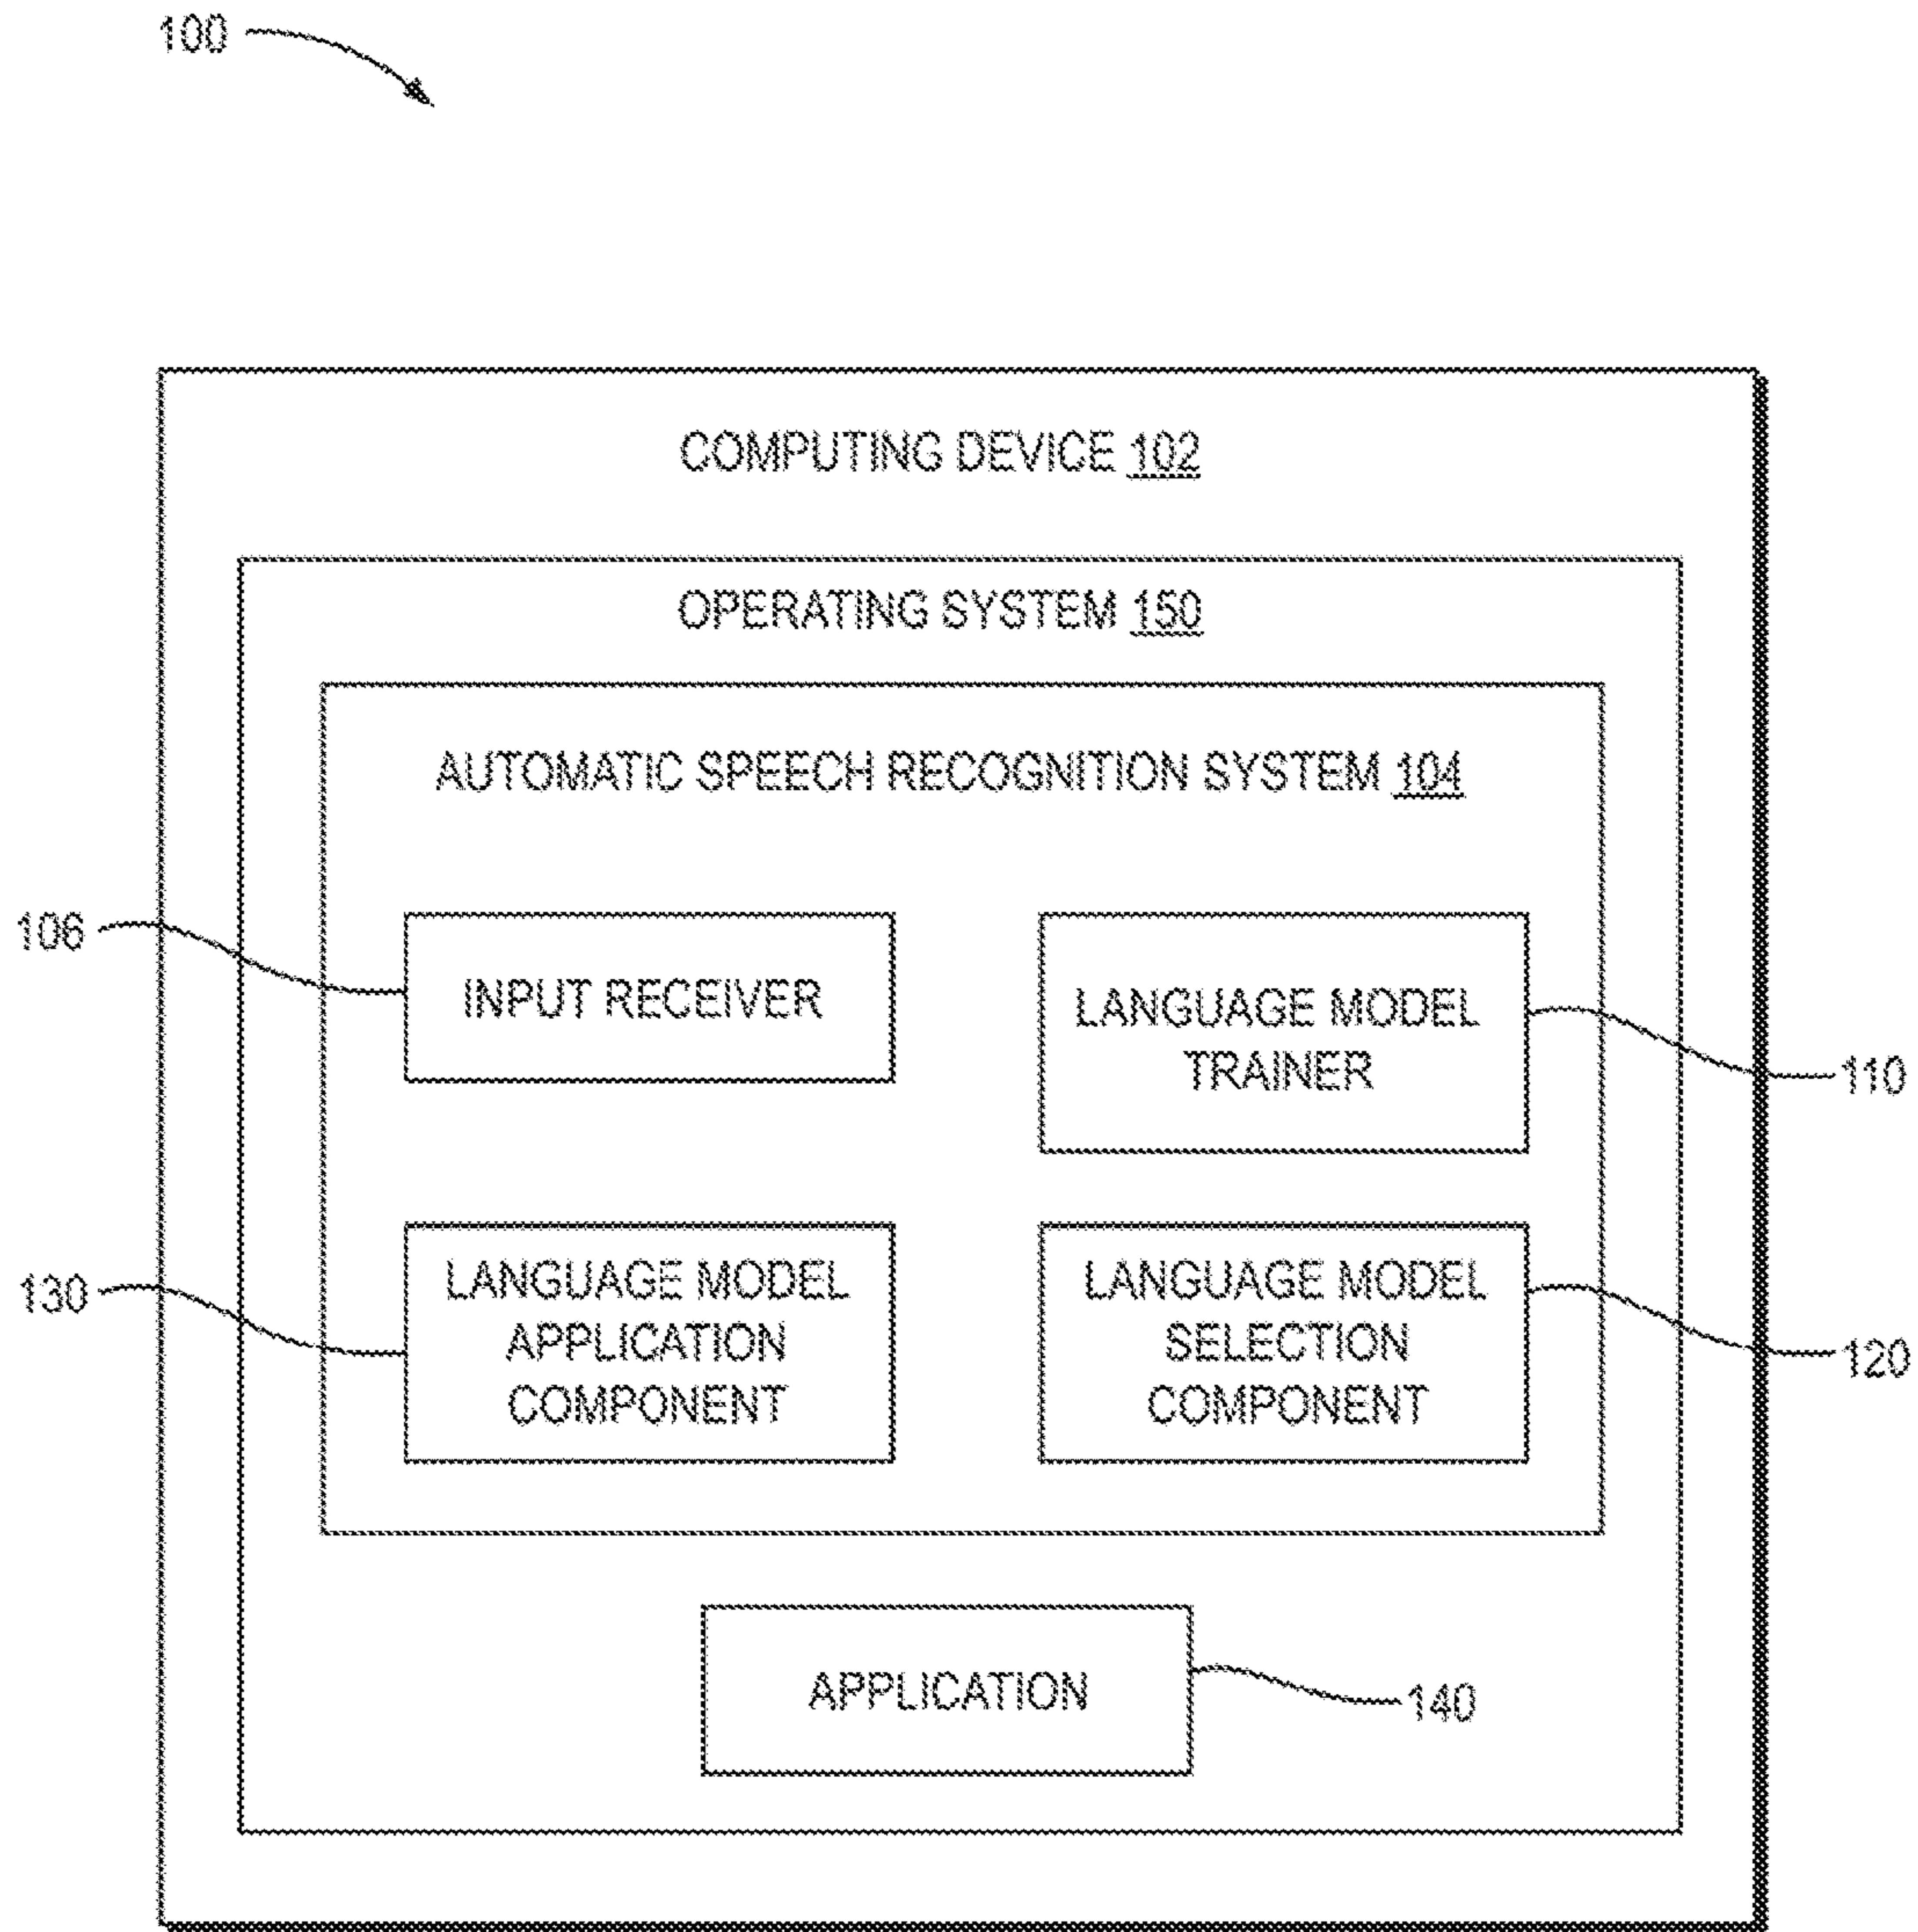 100
COMPUTING DEVICE 102
OPERATING SYSTEM 150
AUTOMATIC SPEECH RECOGNITION SYSTEM 104
106
INPUT RECEIVER
LANGUAGE MODEL
TRAINER
110
130
LANGUAGE MODEL
APPLICATION
COMPONENT
LANGUAGE MODEL
SELECTION
COMPONENT
120
APPLICATION
140